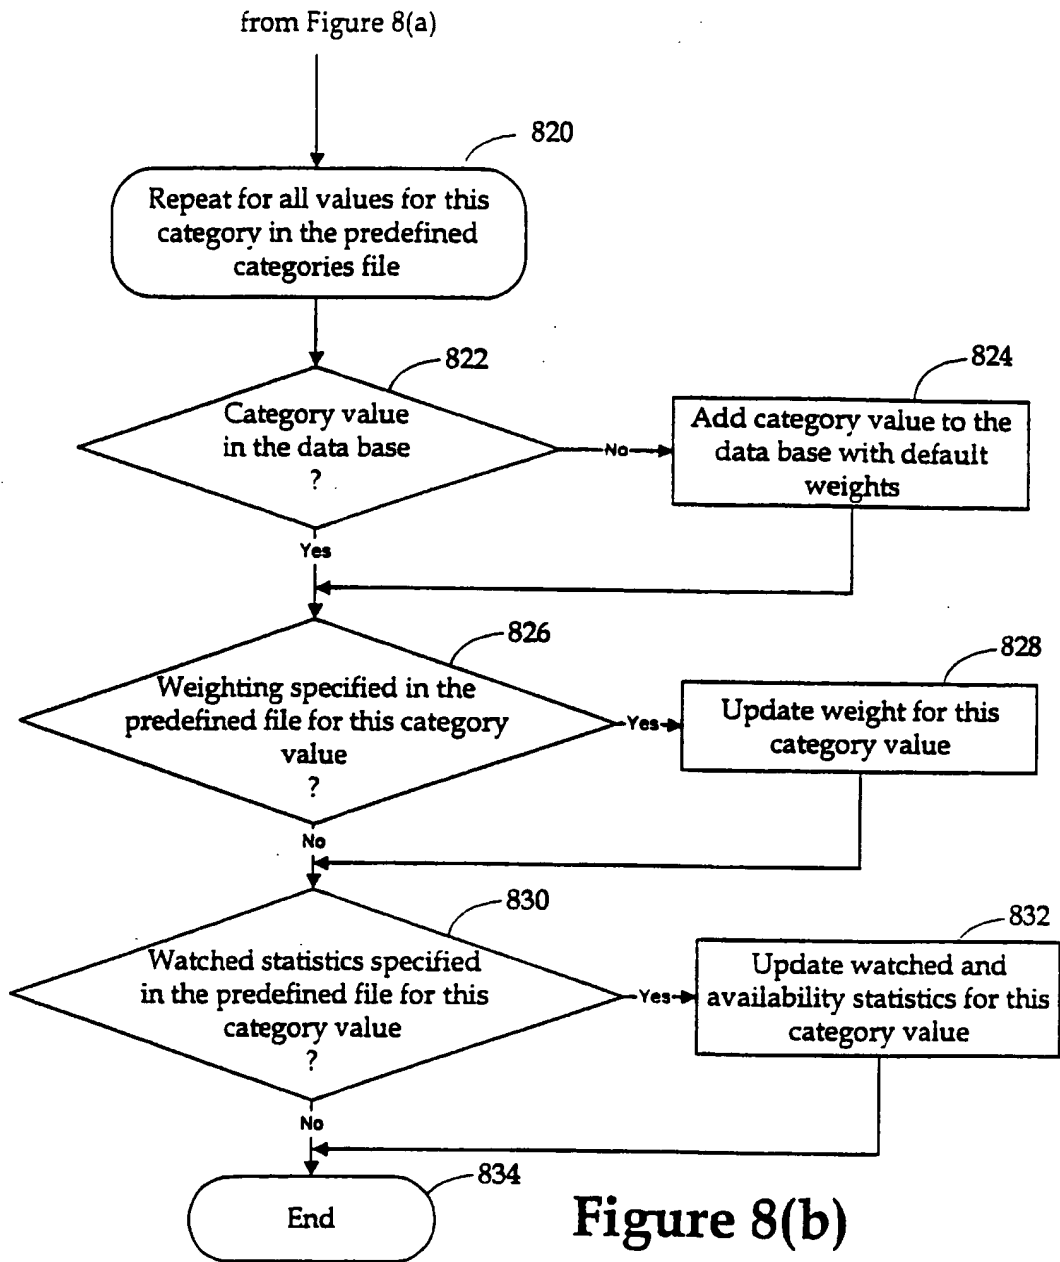 from Figure 8(a)
820
Repeat for all values for this
category in the predefined
categories file
822
Category value
in the data base
?
No
824
Add category value to the
data base with default
weights
Yes
826
Weighting specified in the
predefined file for this category
value
?
Yes
828
Update weight for this
category value
No
830
Watched statistics specified
in the predefined file for this
category value
?
Yes
832
Update watched and
availability statistics for this
category value
No
834
End
Figure 8(b)